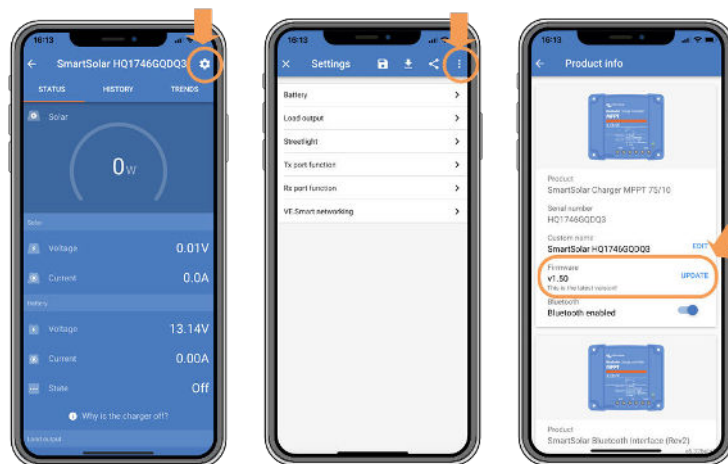 16:13
SmartSolar HQ1746GQDQ3
STATUS HISTORY TRENDS
Solar
0W
Solar
Voltage 0.01V
Current 0.0A
Battery
Voltage 13.14V
Current 0.00A
State Off
Why is the charger off?
Load output
16:13
Settings
Battery
Load output
Streetlight
Tx port function
Rx port function
VE.Smart networking
16:13
Product info
MPPT
Product
SmartSolar Charger MPPT 75/10
Serial number
HQ1746GQDQ3
Custom name
SmartSolar HQ1746GQDQ3 EDIT
Firmware
v1.50 UPDATE
This is the latest version!
Bluetooth
Bluetooth enabled
MPPT
Product
SmartSolar Bluetooth Interface (Rev2)